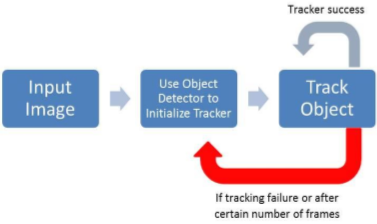 Tracker success
Input
Image
Use Object
Detector to
Initialize Tracker
Track
Object
If tracking failure or after
certain number of frames